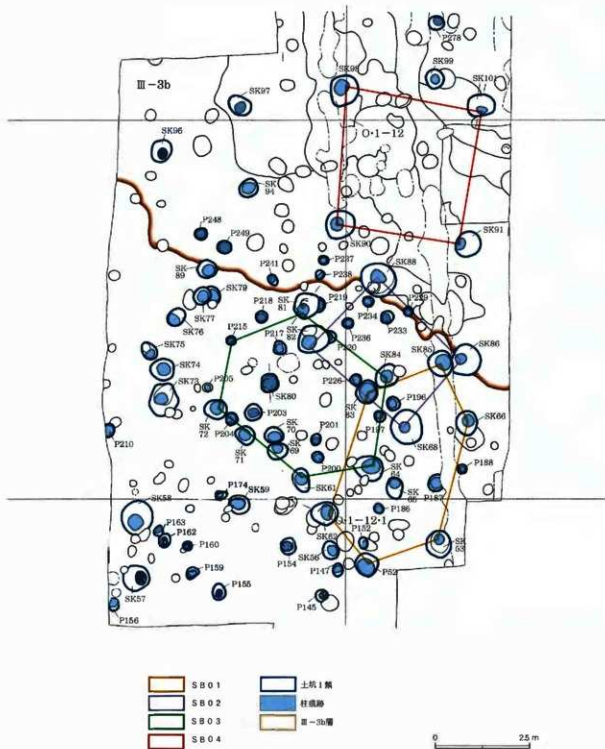 P278
SK99
SK98
SK101
Ⅲ-3b
SK97
O·1-12
SK96
SK
94
P248
P249
SK90
SK91
P237
SK
89
P241
P238
SK88
SK79
SK
81
P219
SK77
P218
P234
P233
SK76
P215
SK
82
P236
SK75
P217
SK84
SK85
SK86
SK74
P226
P205
SK80
SK
83
P196
SK73
P203
P197
SK66
SK
72
P204
SK
70
P201
SK68
P210
SK
71
SK
69
P200
SK
64
P188
P174
SK59
SK61
SK
65
P187
SK58
O·1-12·1
P186
P163
SK62
P162
P152
SK
53
P160
P154
SK56
P159
P147
P52
SK57
P155
P156
P145
SB01
土坑Ⅰ類
SB02
柱痕跡
SB03
Ⅲ-3b層
SB04
0
2.5 m